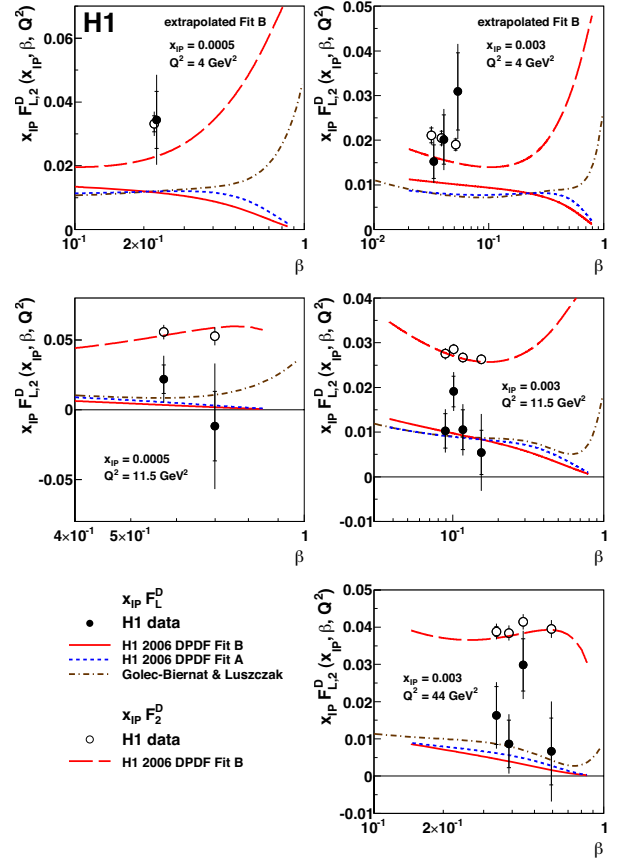 H1
extrapolated Fit B
x_IP = 0.0005
Q² = 4 GeV²
x_IP F^D_L,2 (x_IP, β, Q²)
0.06
0.04
0.02
0
10⁻¹
2×10⁻¹
1
β
extrapolated Fit B
x_IP = 0.003
Q² = 4 GeV²
x_IP F^D_L,2 (x_IP, β, Q²)
0.05
0.04
0.03
0.02
0.01
0
10⁻²
10⁻¹
1
β
x_IP F^D_L,2 (x_IP, β, Q²)
0.05
0
-0.05
x_IP = 0.0005
Q² = 11.5 GeV²
4×10⁻¹
5×10⁻¹
1
β
x_IP F^D_L,2 (x_IP, β, Q²)
0.04
0.03
0.02
0.01
0
-0.01
x_IP = 0.003
Q² = 11.5 GeV²
10⁻¹
1
β
x_IP F^D_L
H1 data
H1 2006 DPDF Fit B
H1 2006 DPDF Fit A
Golec-Biernat & Luszczak
x_IP F^D_2
H1 data
H1 2006 DPDF Fit B
x_IP F^D_L,2 (x_IP, β, Q²)
0.05
0.04
0.03
0.02
0.01
0
-0.01
x_IP = 0.003
Q² = 44 GeV²
10⁻¹
2×10⁻¹
1
β